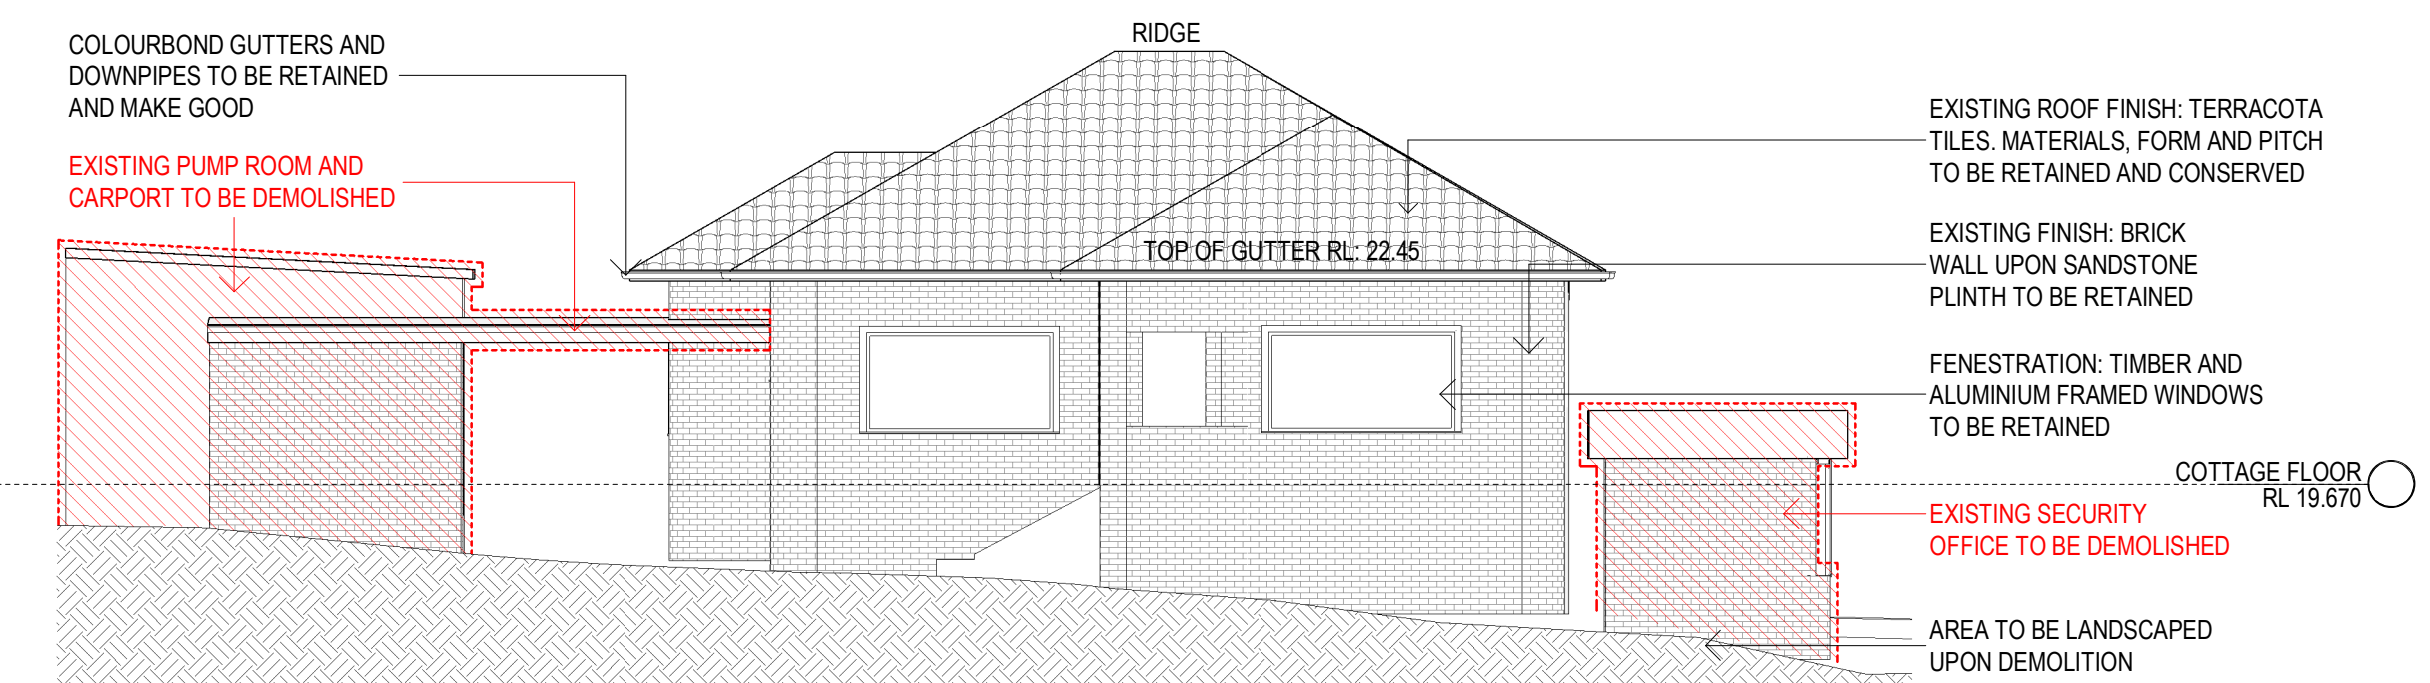 RIDGE
COLOURBOND GUTTERS AND
DOWNPIPES TO BE RETAINED
AND MAKE GOOD
EXISTING PUMP ROOM AND
CARPORT TO BE DEMOLISHED
TOP OF GUTTER RL: 22.45
EXISTING ROOF FINISH: TERRACOTA
TILES. MATERIALS, FORM AND PITCH
TO BE RETAINED AND CONSERVED
EXISTING FINISH: BRICK
WALL UPON SANDSTONE
PLINTH TO BE RETAINED
FENESTRATION: TIMBER AND
ALUMINIUM FRAMED WINDOWS
TO BE RETAINED
COTTAGE FLOOR
RL 19.670
EXISTING SECURITY
OFFICE TO BE DEMOLISHED
AREA TO BE LANDSCAPED
UPON DEMOLITION